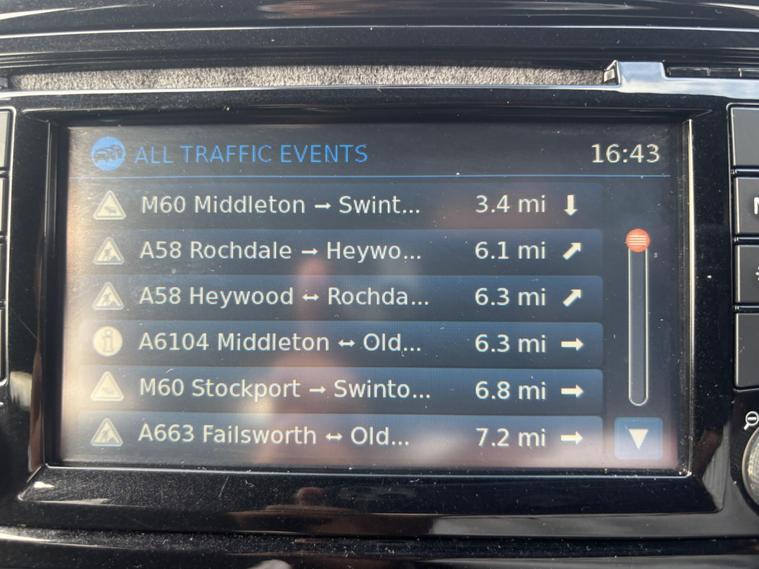 ALL TRAFFIC EVENTS 16:43
M60 Middleton → Swint... 3.4 mi ⬇
A58 Rochdale → Heywo... 6.1 mi ⬈
A58 Heywood ↔ Rochda... 6.3 mi ⬈
A6104 Middleton ↔ Old... 6.3 mi ➡
M60 Stockport → Swinto... 6.8 mi ➡
A663 Failsworth ↔ Old... 7.2 mi ➡